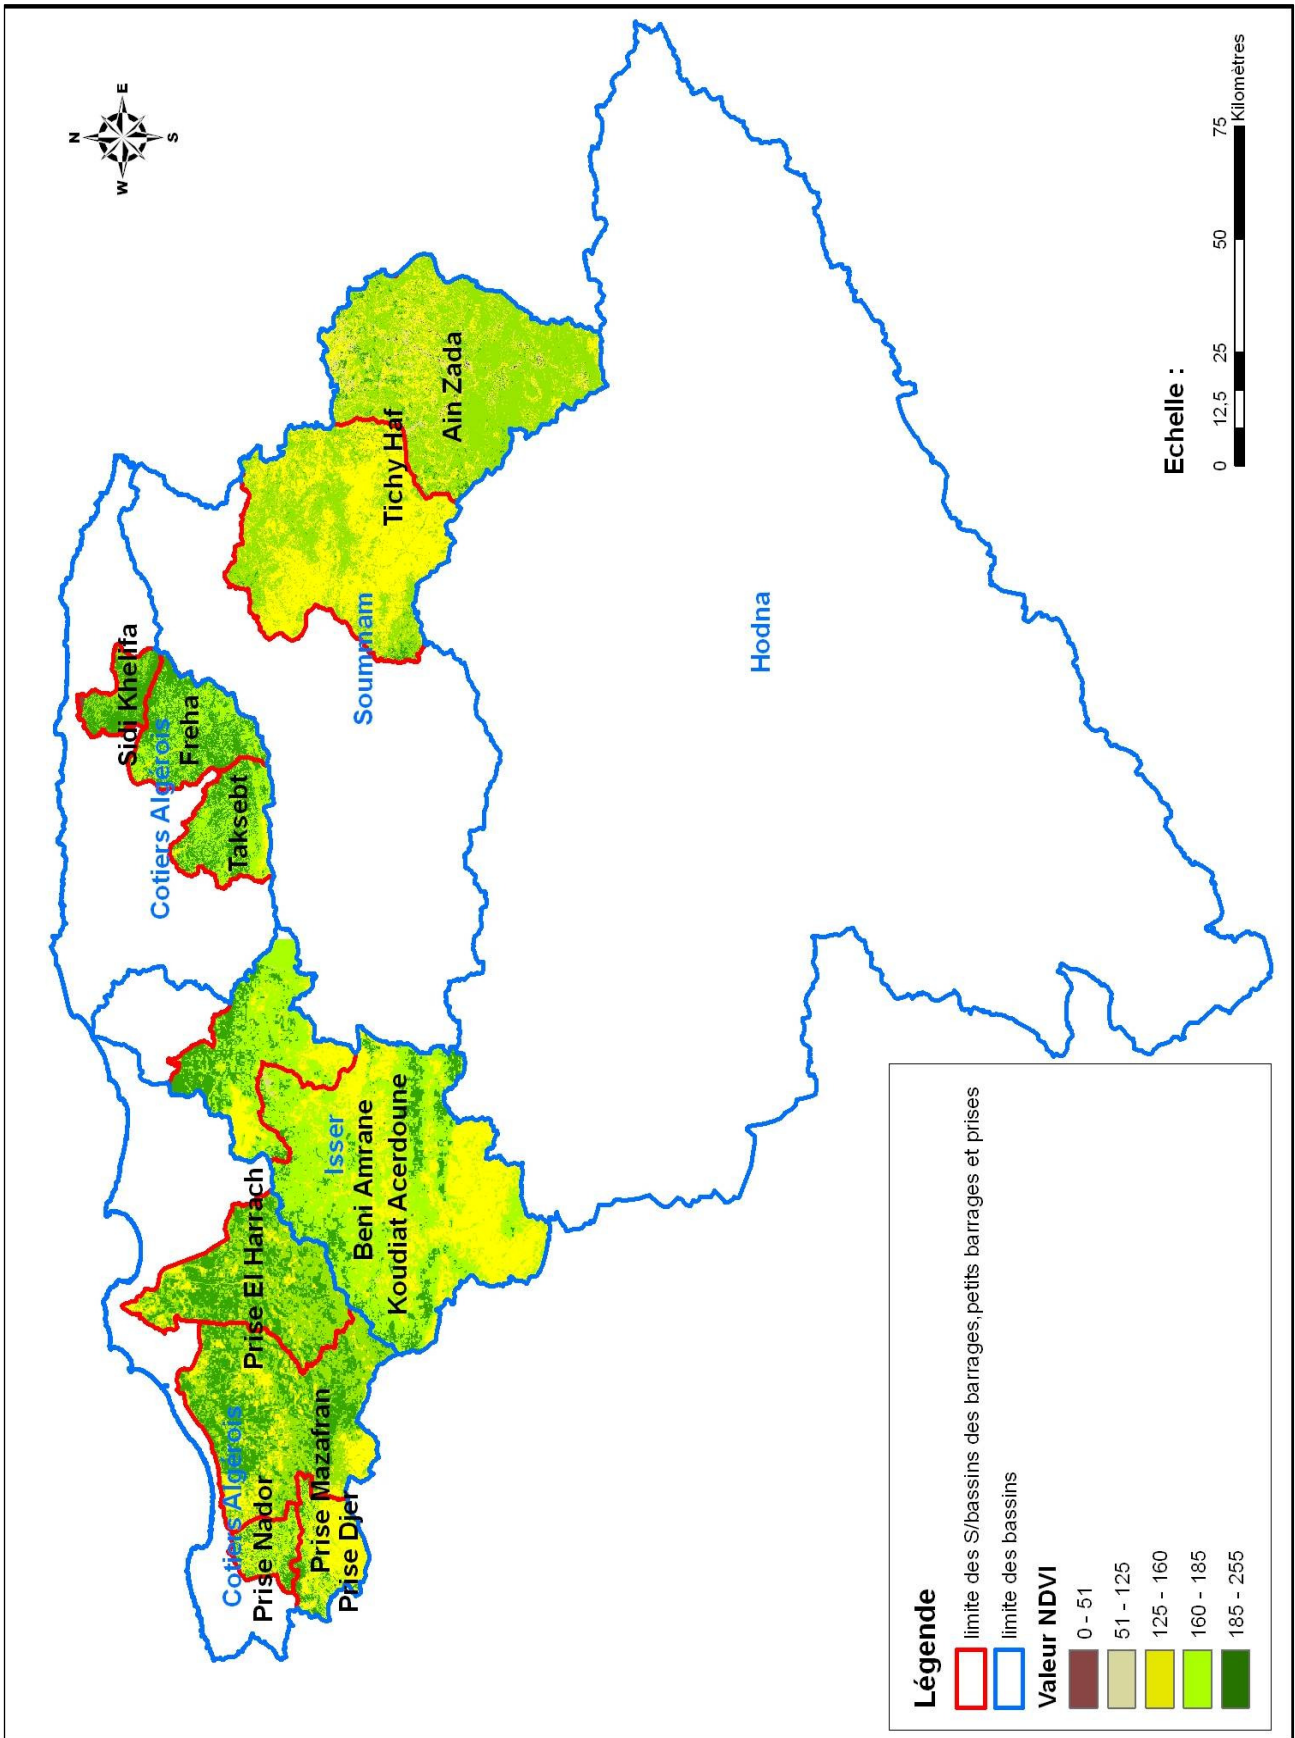 N
W
E
S
Sidi Khelifa
Cotiers Algérois
Freha
Taksebt
Soummam
Tichy Haf
Ain Zada
Cotiers Algérois
Prise Nador
Prise El Harrach
Prise Mazafran
Prise Djer
Isser
Beni Amrane
Koudiat Acerdoune
Hodna
Légende
limite des S/bassins des barrages,petits barrages et prises
limite des bassins
Valeur NDVI
0 - 51
51 - 125
125 - 160
160 - 185
185 - 255
Echelle :
0 12,5 25 50 75
Kilomètres